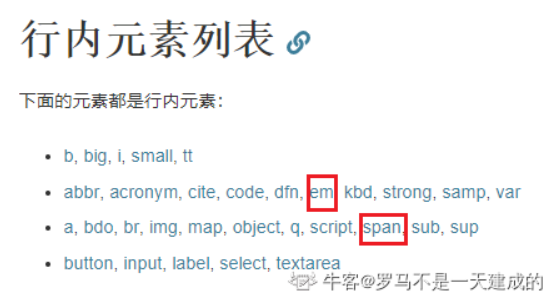 行内元素列表
下面的元素都是行内元素：
• b, big, i, small, tt
• abbr, acronym, cite, code, dfn, em, kbd, strong, samp, var
• a, bdo, br, img, map, object, q, script, span, sub, sup
• button, input, label, select, textarea
牛客@罗马不是一天建成的